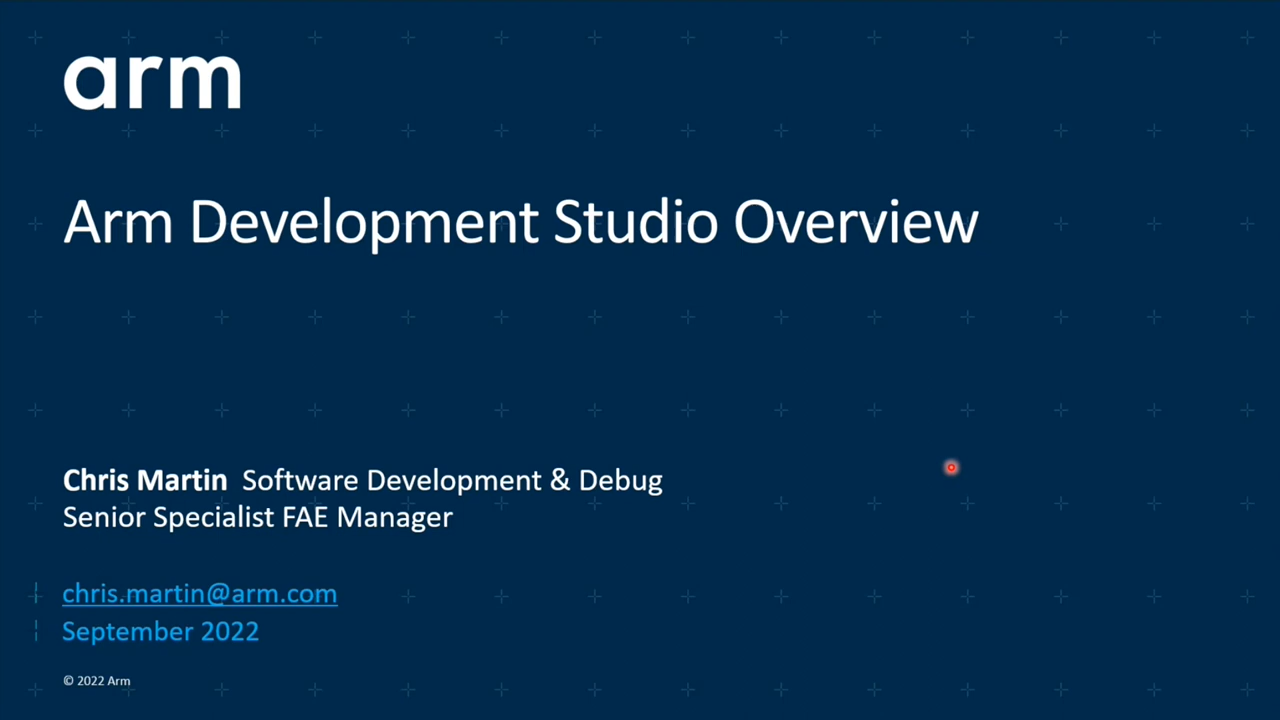 arm
Arm Development Studio Overview
Chris Martin Software Development & Debug
Senior Specialist FAE Manager
chris.martin@arm.com
September 2022
© 2022 Arm